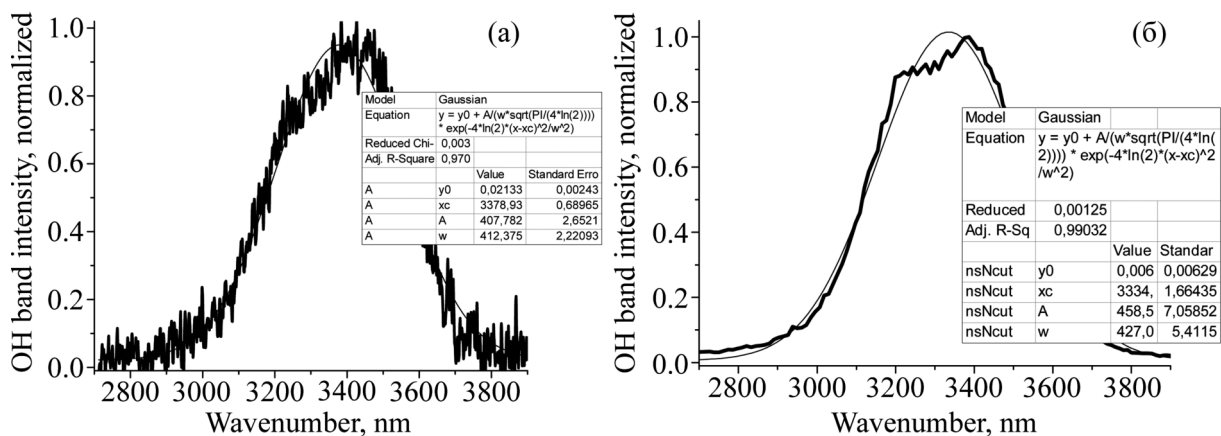 OH band intensity, normalized
1.0
0.8
0.6
0.4
0.2
0.0
(а)
Model Gaussian
Equation y = y0 + A/(w*sqrt(PI/(4*ln(2))))
* exp(-4*ln(2)*(x-xc)^2/w^2)
Reduced Chi- 0,003
Adj. R-Square 0,970
Value Standard Erro
A y0 0,02133 0,00243
A xc 3378,93 0,68965
A A 407,782 2,6521
A w 412,375 2,22093
2800 3000 3200 3400 3600 3800
Wavenumber, nm
OH band intensity, normalized
1.0
0.8
0.6
0.4
0.2
0.0
(б)
Model Gaussian
Equation y = y0 + A/(w*sqrt(PI/(4*ln(
2)))) * exp(-4*ln(2)*(x-xc)^2
/w^2)
Reduced 0,00125
Adj. R-Sq 0,99032
Value Standar
nsNcut y0 0,006 0,00629
nsNcut xc 3334, 1,66435
nsNcut A 458,5 7,05852
nsNcut w 427,0 5,4115
2800 3000 3200 3400 3600 3800
Wavenumber, nm